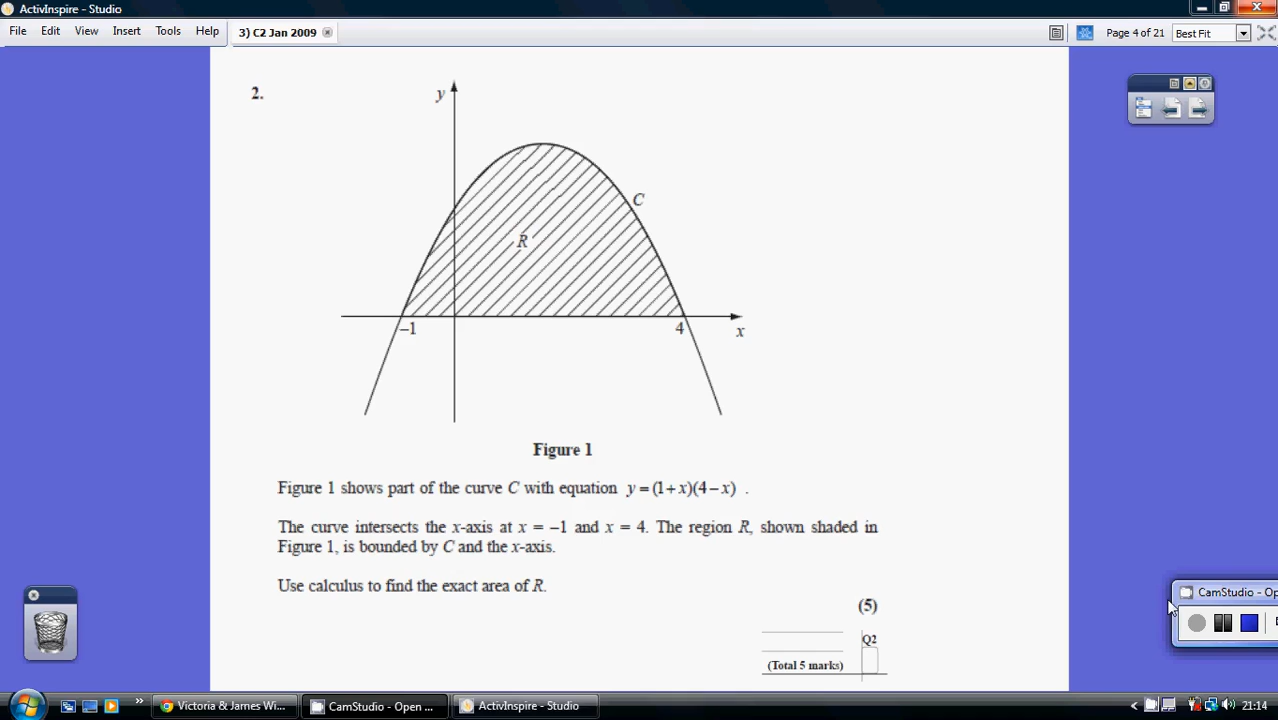 ActivInspire - Studio
File Edit View Insert Tools Help
3) C2 Jan 2009
Page 4 of 21
Best Fit
2.
y
C
R
–1
4
x
Figure 1
Figure 1 shows part of the curve C with equation y = (1 + x)(4 – x) .
The curve intersects the x-axis at x = –1 and x = 4. The region R, shown shaded in
Figure 1, is bounded by C and the x-axis.
Use calculus to find the exact area of R.
(5)
Q2
(Total 5 marks)
CamStudio - Op
»
Victoria & James Wi...
CamStudio - Open ...
ActivInspire - Studio
<
21:14